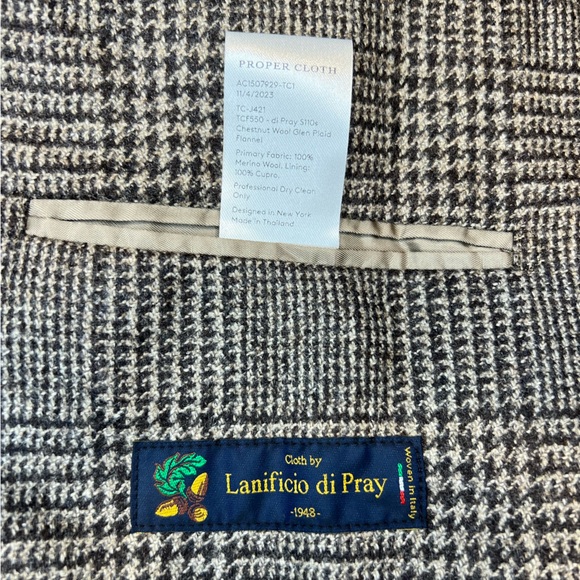 PROPER CLOTH
AC1507929-TC1
11/4/2023
TC-J421
TCF550 - di Pray S1104
Chestnut Wool Glen Plaid
Flannel
Primary Fabric: 100%
Merino Wool, Lining:
100% Cupro.
Professional Dry Clean
Only
Designed in New York
Made in Thailand
Cloth by
Lanificio di Pray
-1948-
Woven in Italy